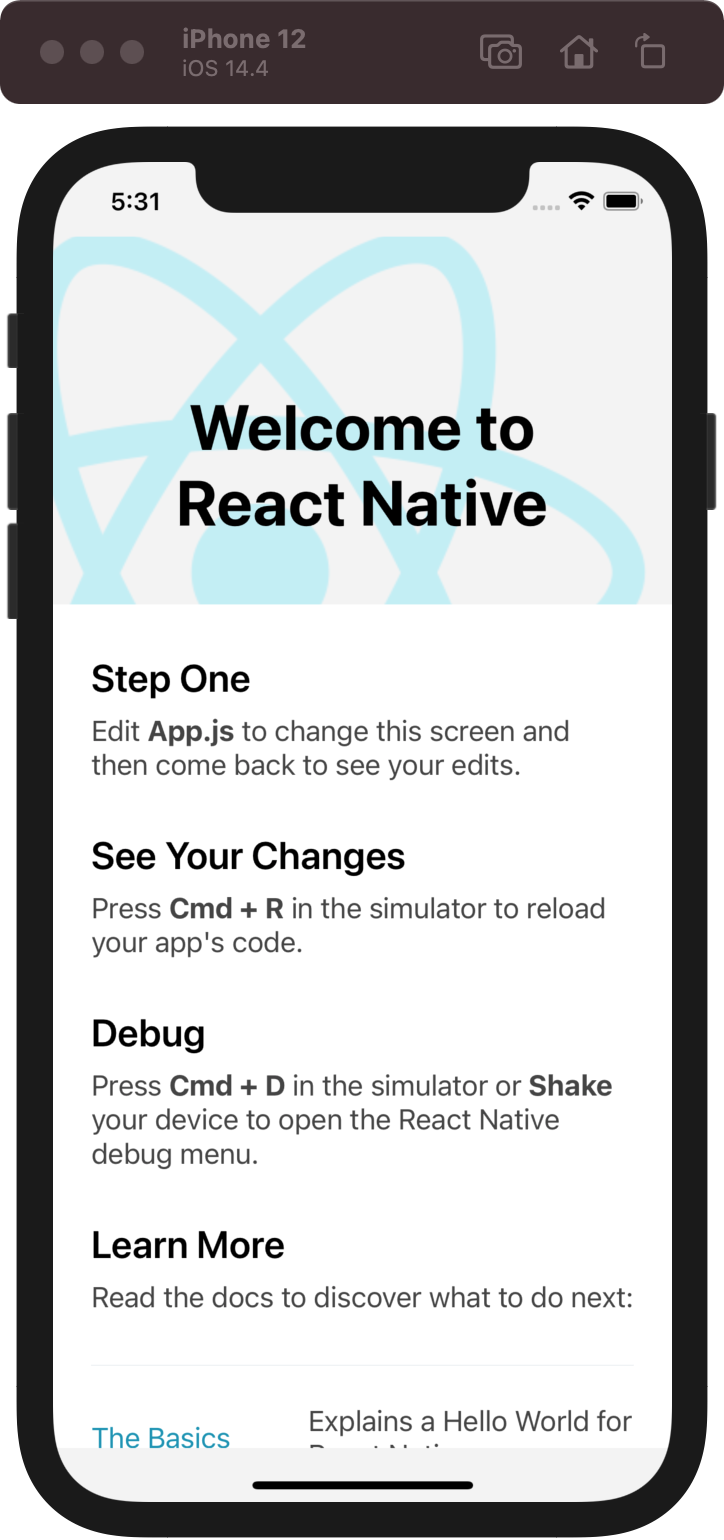 iPhone 12
iOS 14.4
5:31
Welcome to
React Native
Step One
Edit App.js to change this screen and
then come back to see your edits.
See Your Changes
Press Cmd + R in the simulator to reload
your app's code.
Debug
Press Cmd + D in the simulator or Shake
your device to open the React Native
debug menu.
Learn More
Read the docs to discover what to do next:
The Basics
Explains a Hello World for